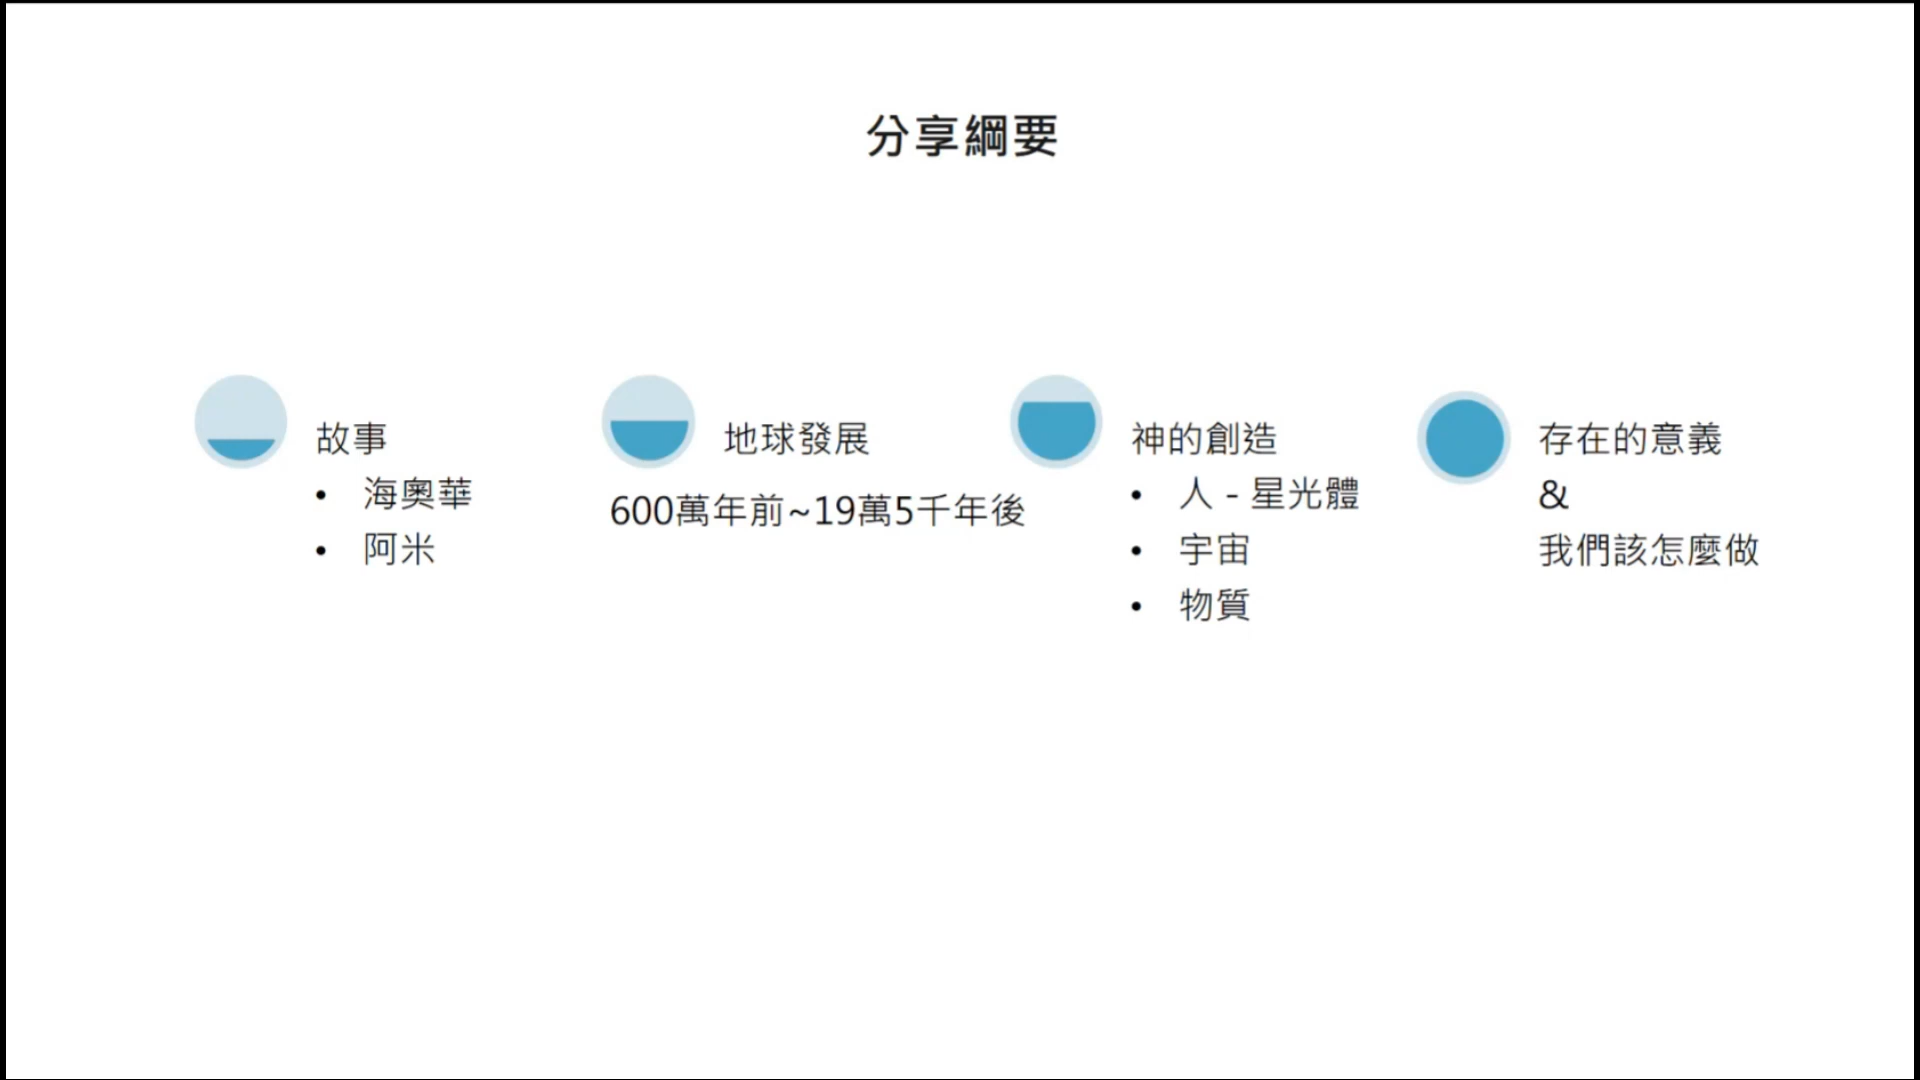 分享綱要
故事
• 海奧華
• 阿米
地球發展
600萬年前~19萬5千年後
神的創造
• 人 - 星光體
• 宇宙
• 物質
存在的意義
&
我們該怎麼做